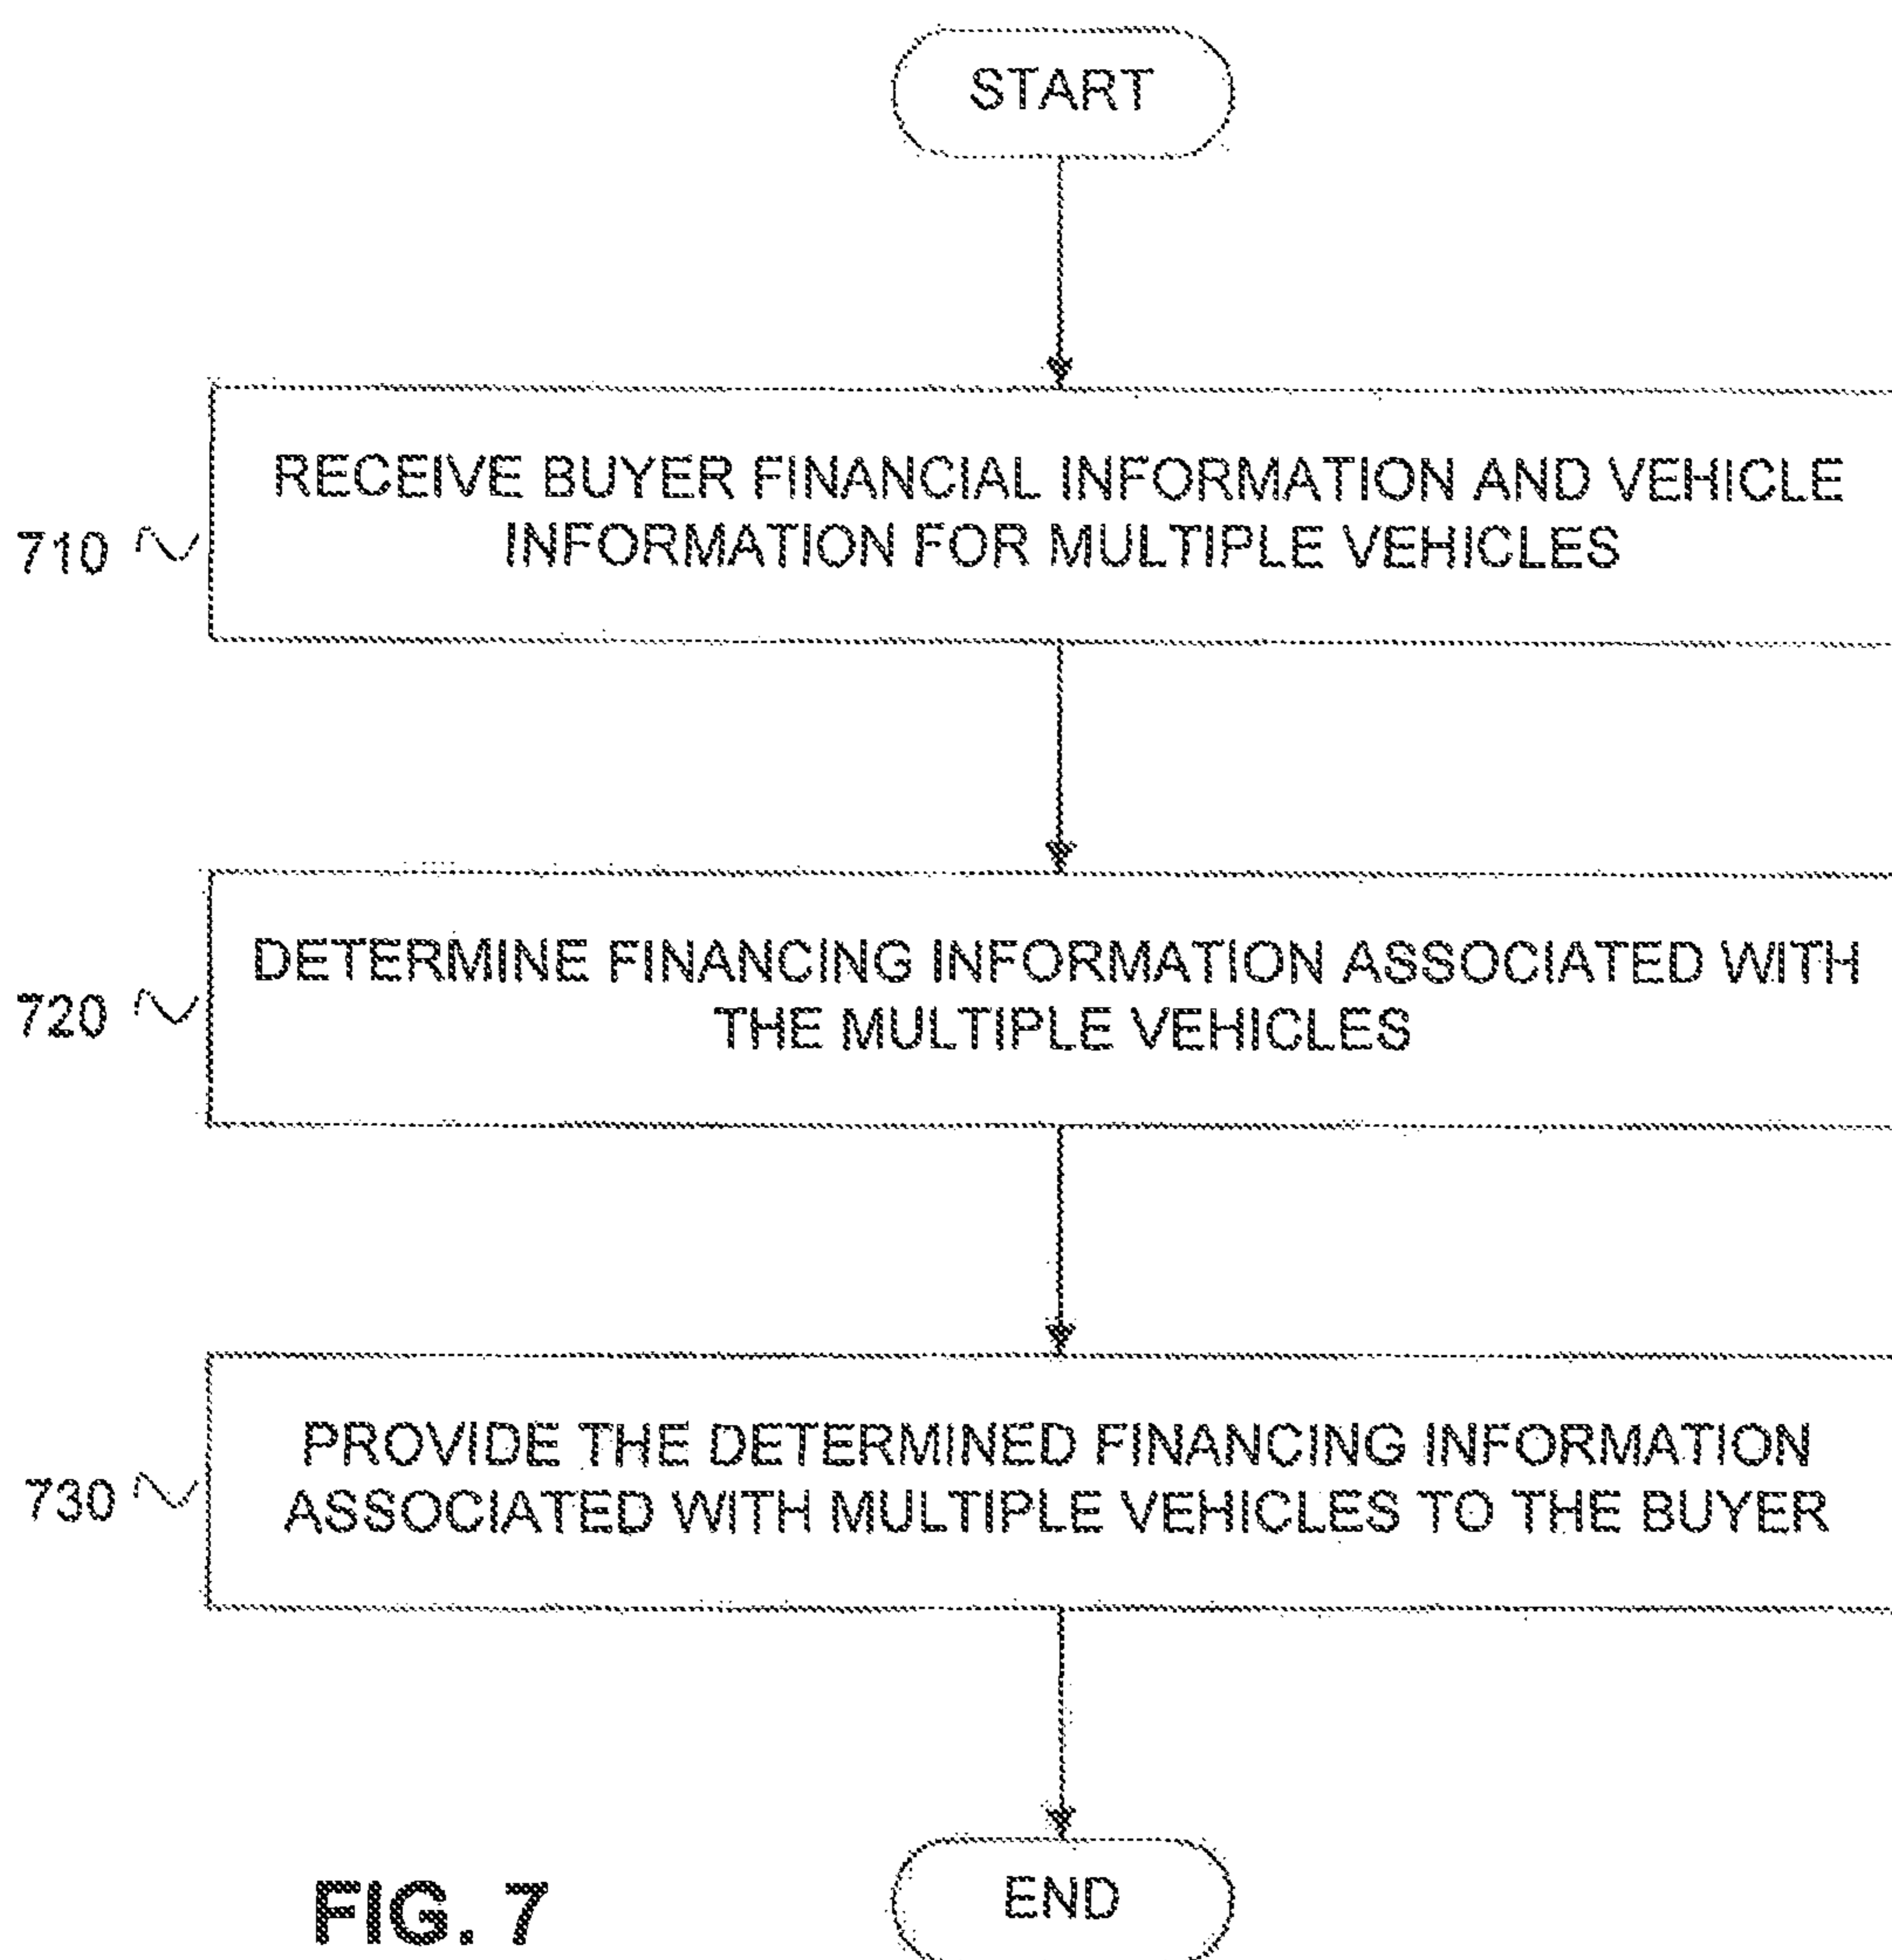 START
RECEIVE BUYER FINANCIAL INFORMATION AND VEHICLE
INFORMATION FOR MULTIPLE VEHICLES
710
DETERMINE FINANCING INFORMATION ASSOCIATED WITH
THE MULTIPLE VEHICLES
720
PROVIDE THE DETERMINED FINANCING INFORMATION
ASSOCIATED WITH MULTIPLE VEHICLES TO THE BUYER
730
END
FIG. 7